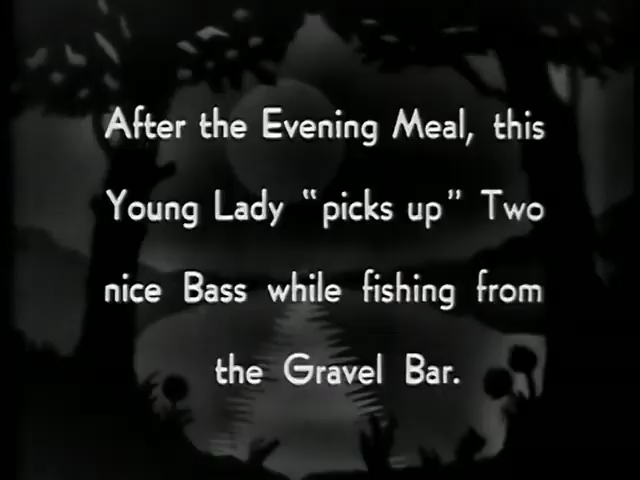 After the Evening Meal, this
Young Lady "picks up" Two
nice Bass while fishing from
the Gravel Bar.